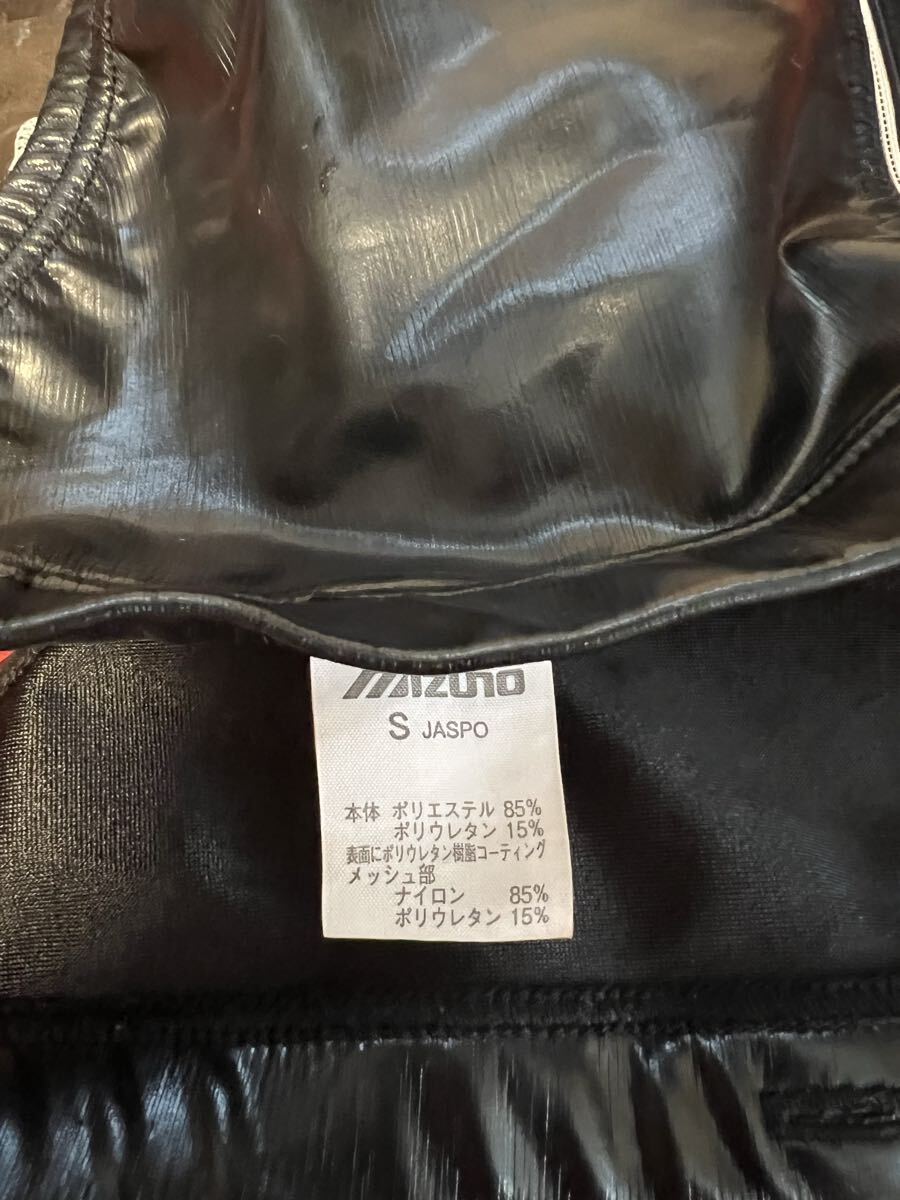 MIZUNO
S JASPO
本体 ポリエステル 85%
ポリウレタン 15%
表面にポリウレタン樹脂コーティング
メッシュ部
ナイロン 85%
ポリウレタン 15%